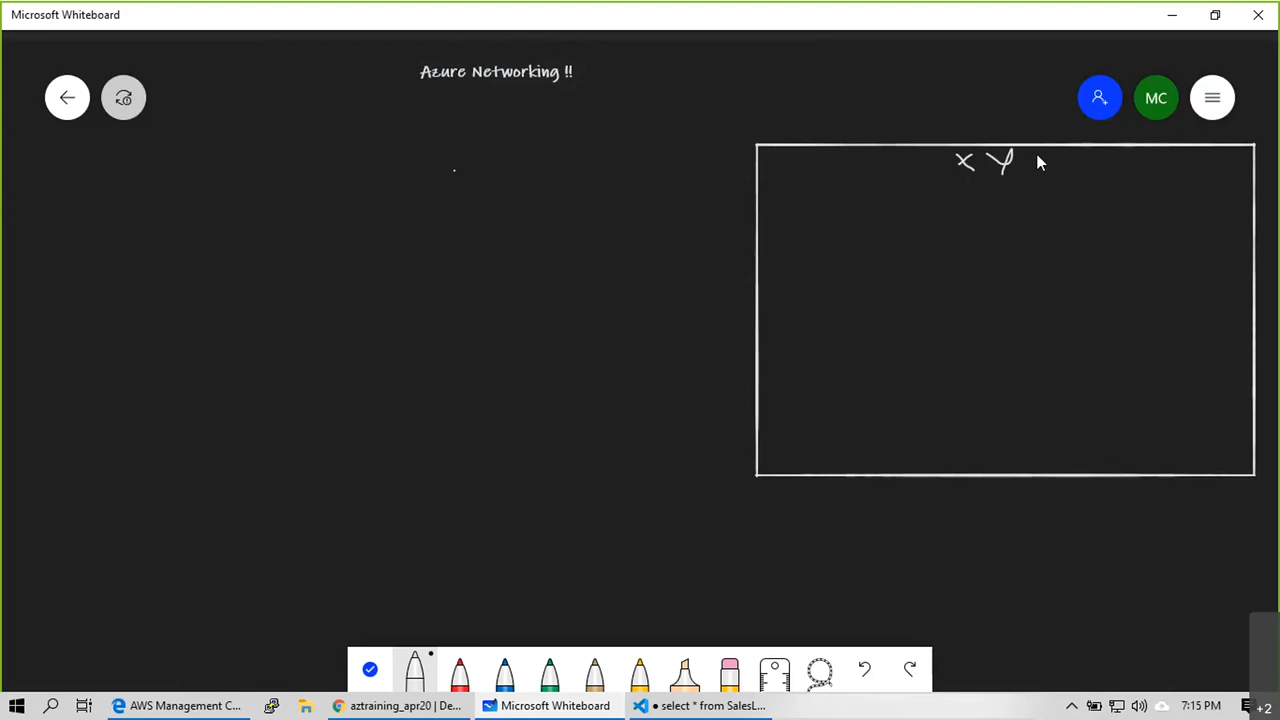 Microsoft Whiteboard
Azure Networking !!
MC
X Y
AWS Management C...
aztraining_apr20 | De...
Microsoft Whiteboard
● select * from SalesL...
7:15 PM
+2